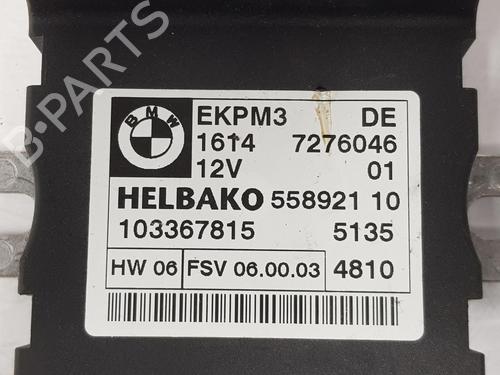 BMW
EKPM3 DE
1614 7276046
12V 01
HELBAKO 558921 10
103367815 5135
HW 06 FSV 06.00.03 4810
B-PARTS